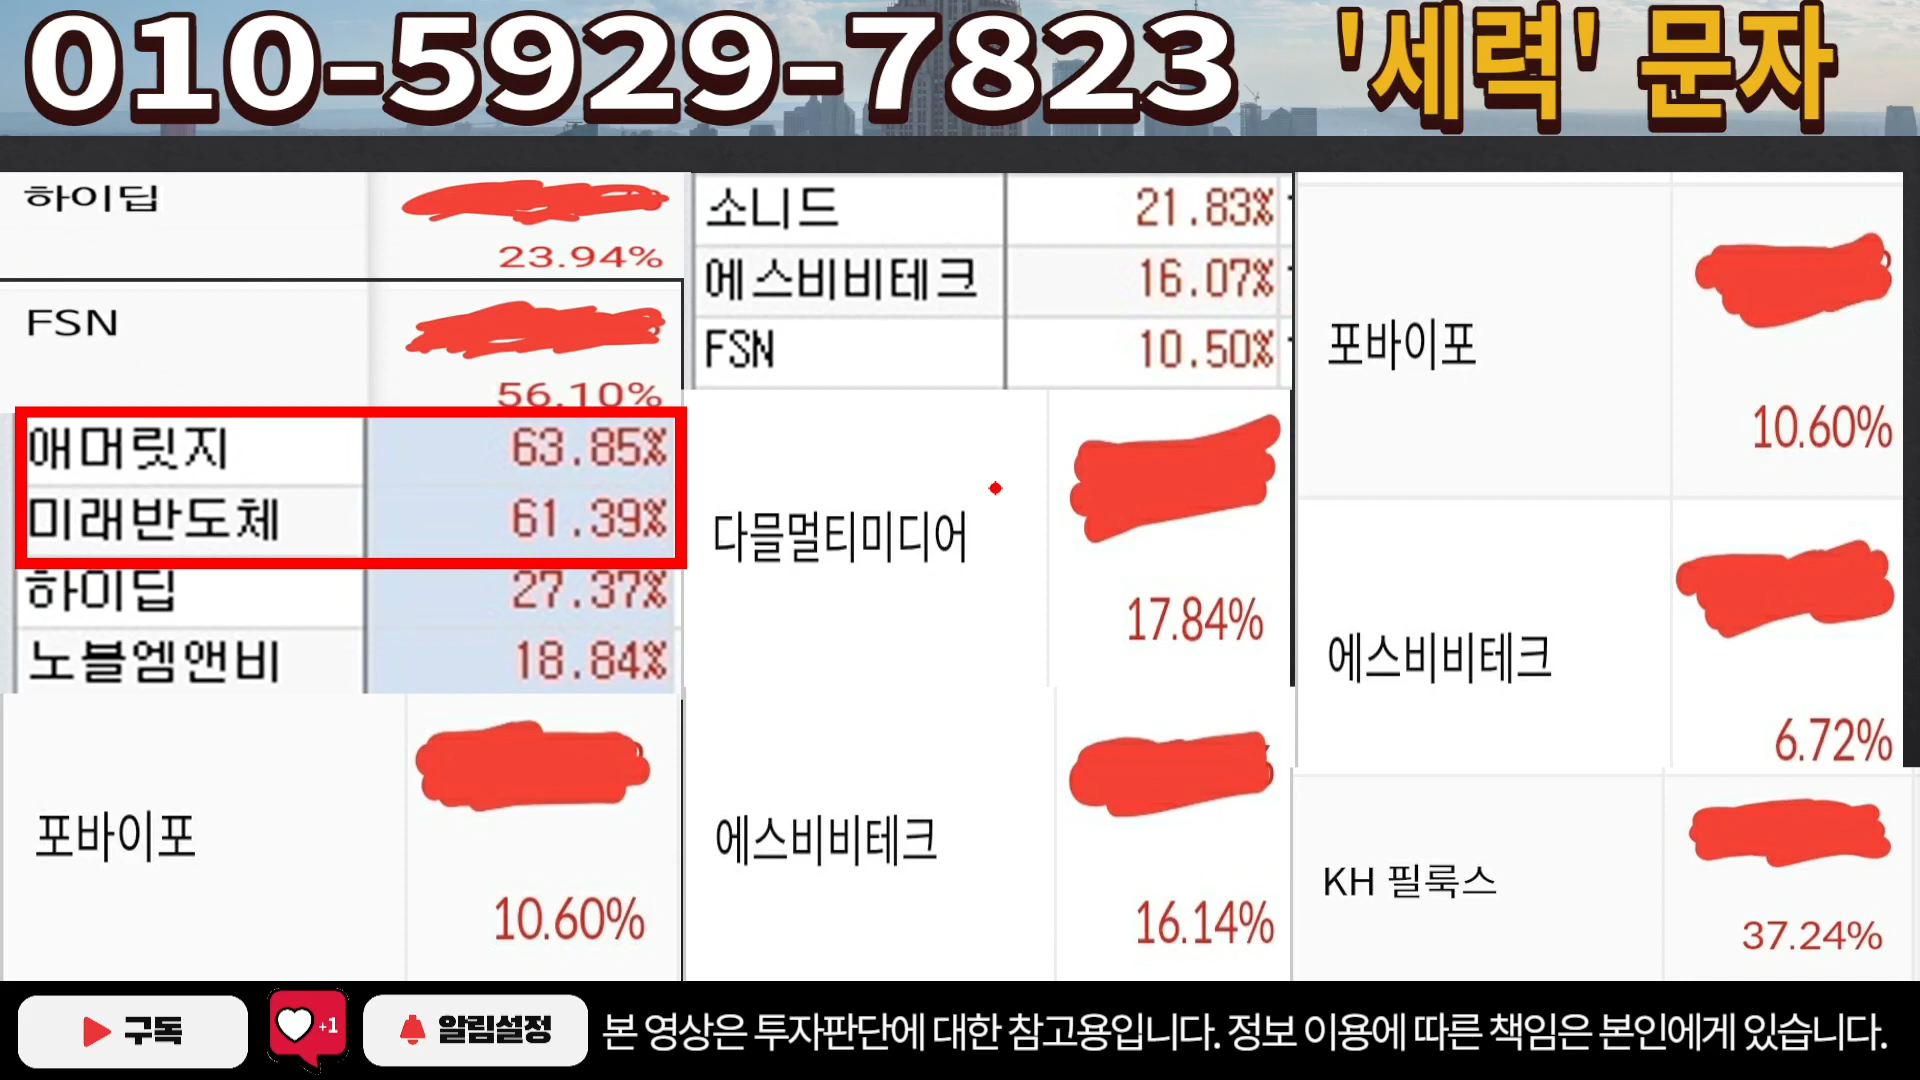 010-5929-7823 '세력' 문자
하이딥
23.94%
FSN
56.10%
애머릿지 63.85%
미래반도체 61.39%
하이딥 27.37%
노블엠앤비 18.84%
포바이포
10.60%
소니드 21.83%
에스비비테크 16.07%
FSN 10.50%
다믈멀티미디어
17.84%
에스비비테크
16.14%
포바이포
10.60%
에스비비테크
6.72%
KH 필룩스
37.24%
구독 +1 알림설정 본 영상은 투자판단에 대한 참고용입니다. 정보 이용에 따른 책임은 본인에게 있습니다.